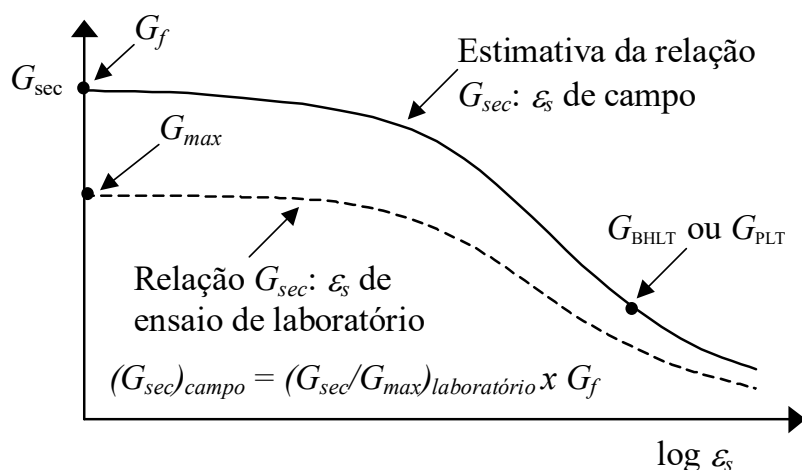 G_f
Estimativa da relação
G_sec: ε_s de campo
G_sec
G_max
G_BHLT ou G_PLT
Relação G_sec: ε_s de
ensaio de laboratório
(G_sec)_campo = (G_sec/G_max)_laboratório x G_f
log ε_s